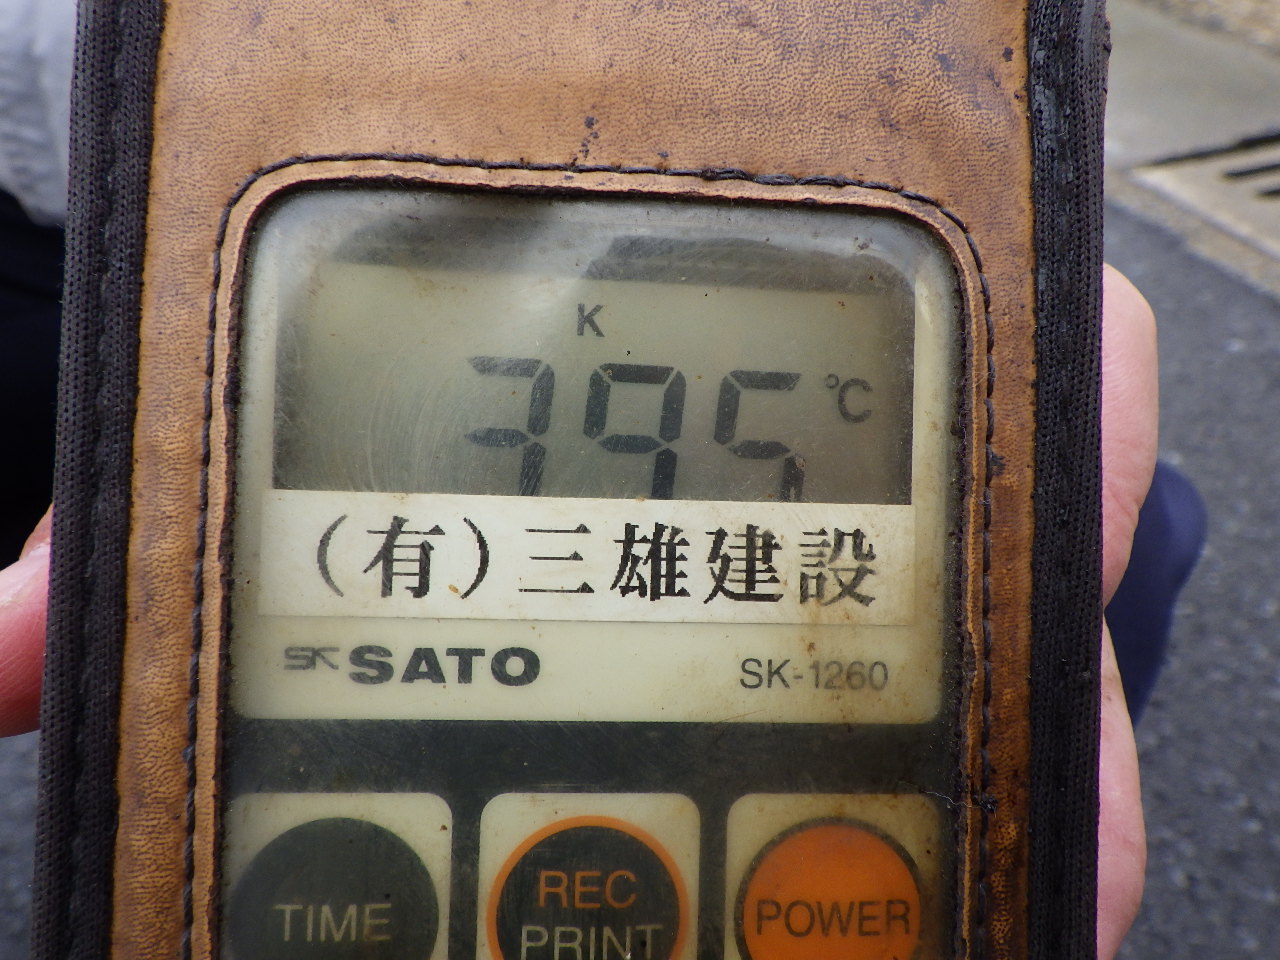 K
395 °C
(有)三雄建設
SK SATO SK-1260
TIME REC PRINT POWER